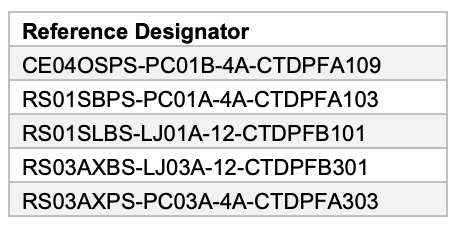 Reference Designator
CE04OSPS-PC01B-4A-CTDPFA109
RS01SBPS-PC01A-4A-CTDPFA103
RS01SLBS-LJ01A-12-CTDPFB101
RS03AXBS-LJ03A-12-CTDPFB301
RS03AXPS-PC03A-4A-CTDPFA303